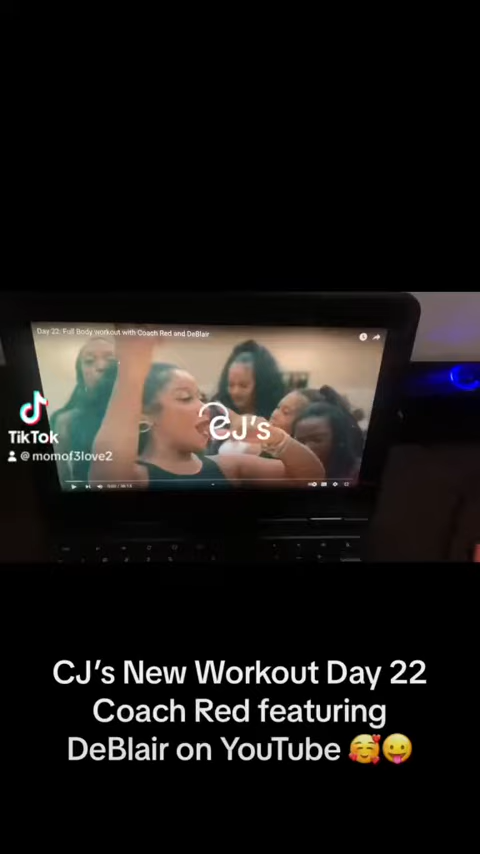 Day 22: Full Body workout with Coach Red and DeBlair
CJ's
TikTok
@momof3love2
CJ’s New Workout Day 22
Coach Red featuring
DeBlair on YouTube 🥰😛